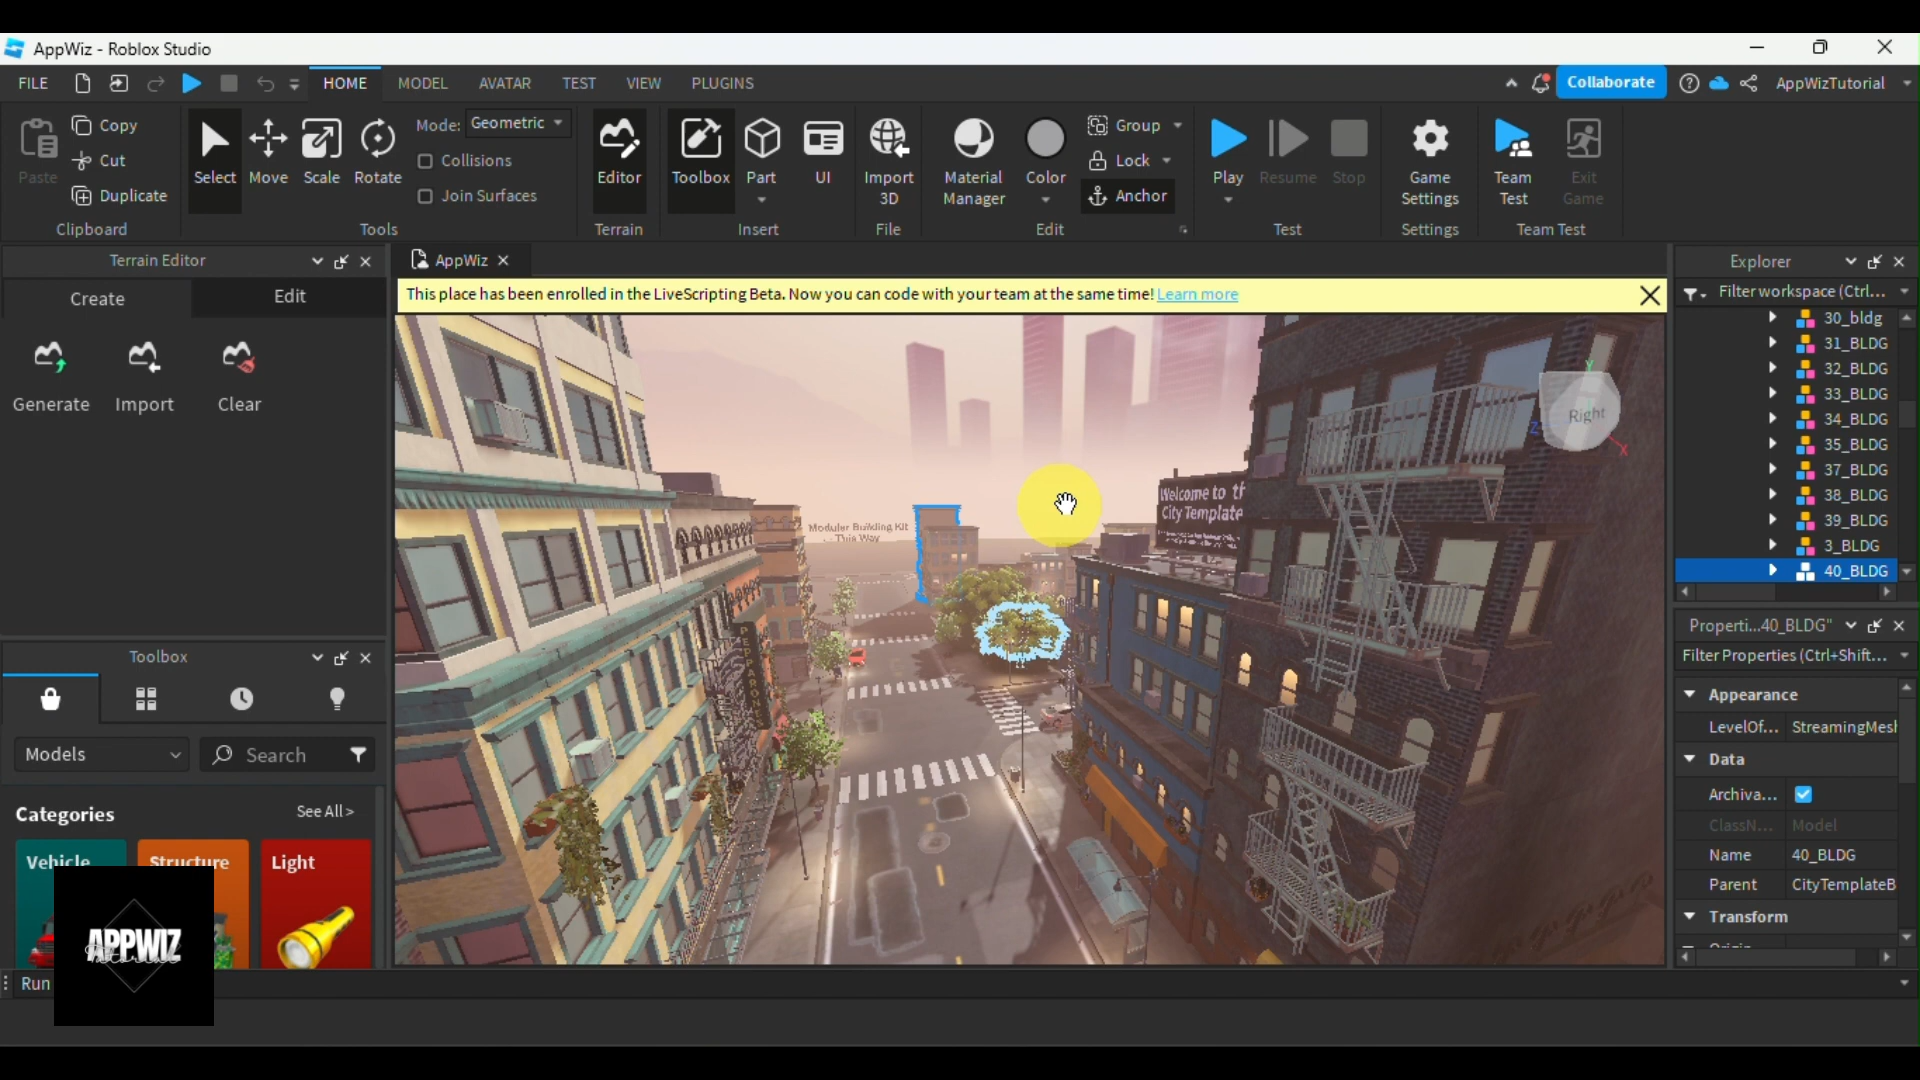 AppWiz - Roblox Studio
FILE HOME MODEL AVATAR TEST VIEW PLUGINS Collaborate AppWizTutorial
Paste Copy Cut Duplicate
Clipboard
Select Move Scale Rotate
Mode: Geometric
Collisions
Join Surfaces
Tools
Editor
Terrain
Toolbox Part UI
Insert
Import 3D
File
Material Manager Color
Group
Lock
Anchor
Edit
Play Resume Stop
Test
Game Settings
Settings
Team Test Exit Game
Team Test
Terrain Editor
Create Edit
Generate Import Clear
Toolbox
Models Search
Categories See All >
Vehicle Structure Light
APPWIZ
Run
AppWiz
This place has been enrolled in the LiveScripting Beta. Now you can code with your team at the same time! Learn more
Modular Building Kit
This Way
Welcome to th
City Template
PEPPARO
Y
Right
Z
X
Explorer
Filter workspace (Ctrl...
30_bldg
31_BLDG
32_BLDG
33_BLDG
34_BLDG
35_BLDG
37_BLDG
38_BLDG
39_BLDG
3_BLDG
40_BLDG
Properti...40_BLDG"
Filter Properties (Ctrl+Shift...
Appearance
LevelOf... StreamingMesh
Data
Archiva...
ClassN... Model
Name 40_BLDG
Parent CityTemplateB
Transform